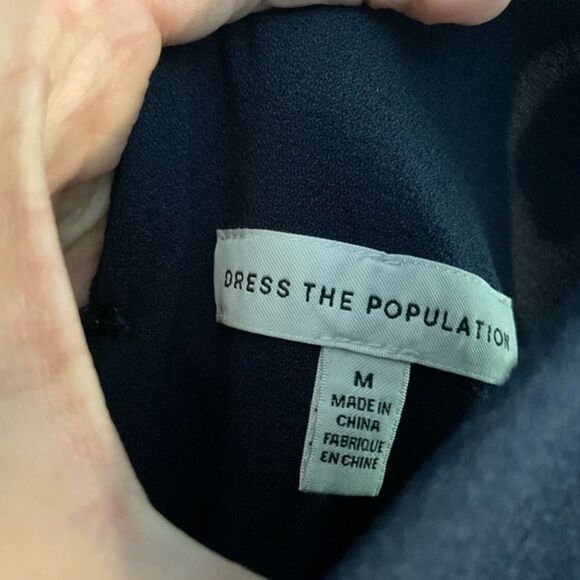 DRESS THE POPULATION
M
MADE IN
CHINA
FABRIQUE
EN CHINE